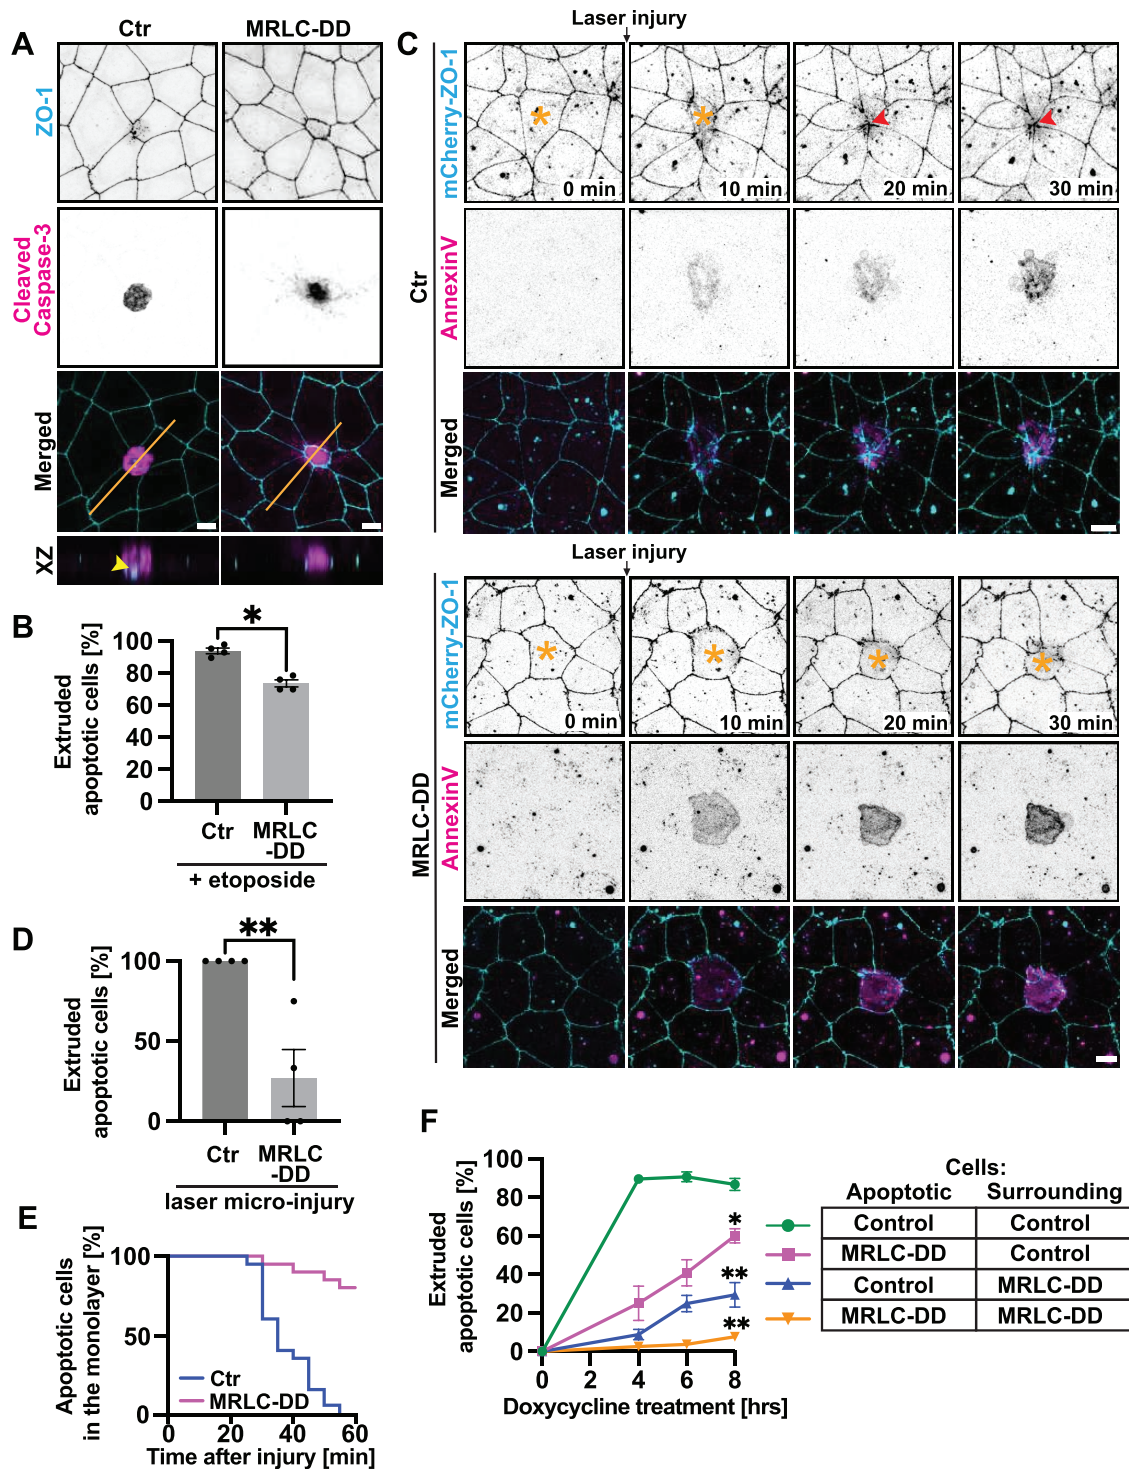 A
Ctr
MRLC-DD
ZO-1
Cleaved
Caspase-3
Merged
XZ
B
Extruded
apoptotic cells [%]
100
80
60
40
20
0
*
Ctr
MRLC
-DD
+ etoposide
D
Extruded
apoptotic cells [%]
100
50
0
**
Ctr
MRLC
-DD
laser micro-injury
E
Apoptotic cells
in the monolayer [%]
100
50
0
Ctr
MRLC-DD
0
20
40
60
Time after injury [min]
C
Laser injury
Ctr
mCherry-ZO-1
*
0 min
*
10 min
20 min
30 min
AnnexinV
Merged
Laser injury
MRLC-DD
mCherry-ZO-1
*
0 min
*
10 min
*
20 min
*
30 min
AnnexinV
Merged
F
Extruded
apoptotic cells [%]
100
80
60
40
20
0
*
**
**
0
2
4
6
8
Doxycycline treatment [hrs]
Cells:
Apoptotic Surrounding
Control Control
MRLC-DD Control
Control MRLC-DD
MRLC-DD MRLC-DD